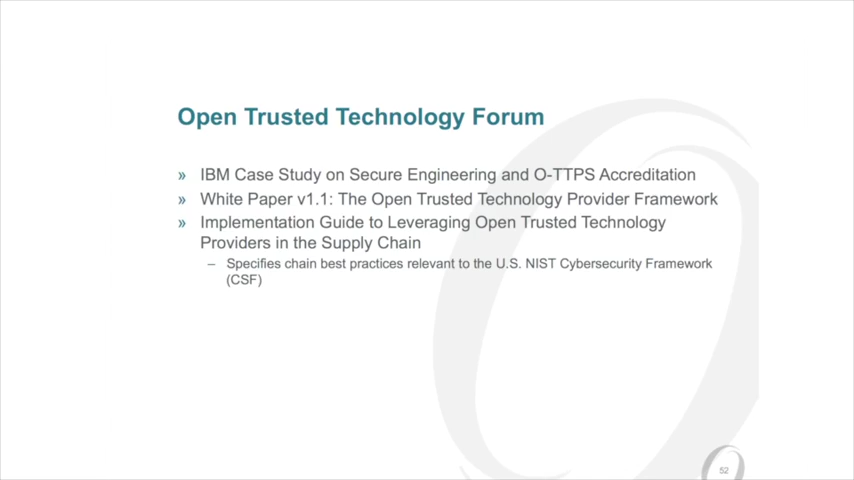 Open Trusted Technology Forum
» IBM Case Study on Secure Engineering and O-TTPS Accreditation
» White Paper v1.1: The Open Trusted Technology Provider Framework
» Implementation Guide to Leveraging Open Trusted Technology
Providers in the Supply Chain
– Specifies chain best practices relevant to the U.S. NIST Cybersecurity Framework
(CSF)
52